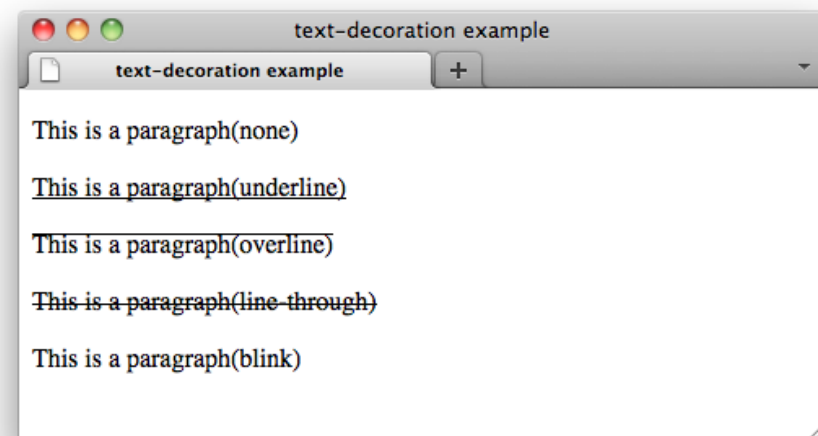 text-decoration example
text-decoration example
This is a paragraph(none)
This is a paragraph(underline)
This is a paragraph(overline)
This is a paragraph(line-through)
This is a paragraph(blink)